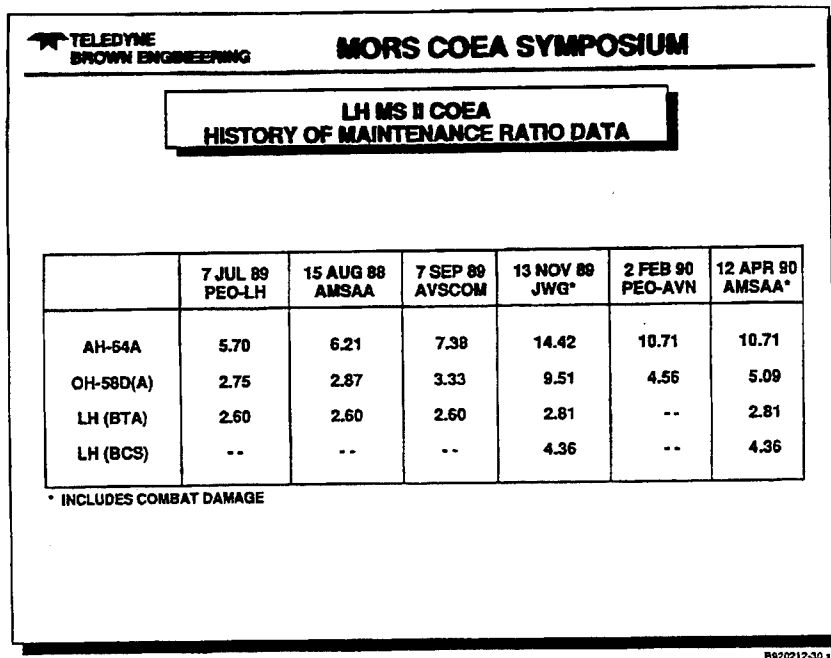 TELEDYNE
BROWN ENGINEERING
MORS COEA SYMPOSIUM
LH MS II COEA
HISTORY OF MAINTENANCE RATIO DATA
7 JUL 89 15 AUG 88 7 SEP 89 13 NOV 89 2 FEB 90 12 APR 90
PEO-LH AMSAA AVSCOM JWG* PEO-AVN AMSAA*
AH-64A 5.70 6.21 7.38 14.42 10.71 10.71
OH-58D(A) 2.75 2.87 3.33 9.51 4.56 5.09
LH (BTA) 2.60 2.60 2.60 2.81 -- 2.81
LH (BCS) -- -- -- 4.36 -- 4.36
* INCLUDES COMBAT DAMAGE